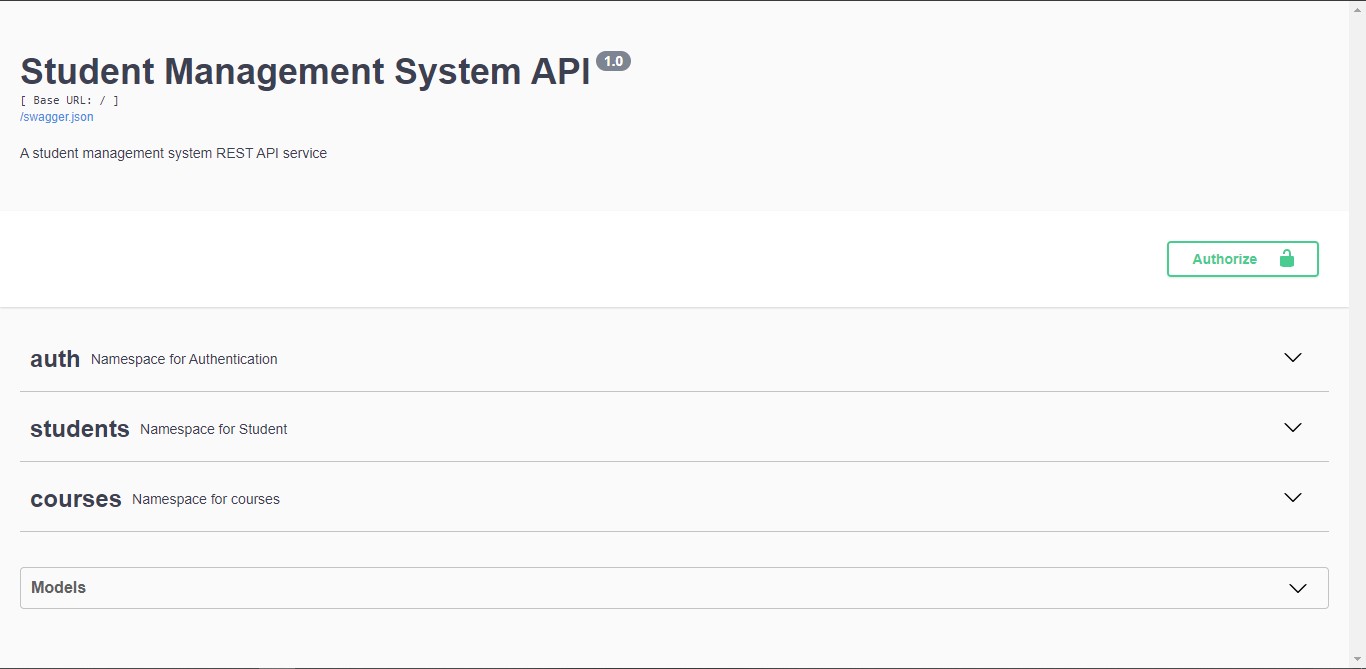 Student Management System API 1.0
[ Base URL: / ]
/swagger.json
A student management system REST API service
Authorize
auth Namespace for Authentication
students Namespace for Student
courses Namespace for courses
Models